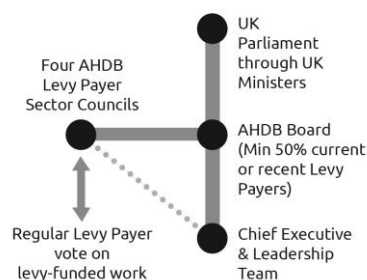 UK
Parliament
through UK
Ministers
Four AHDB
Levy Payer
Sector Councils
AHDB Board
(Min 50% current
or recent Levy
Payers)
Regular Levy Payer
vote on
levy-funded work
Chief Executive
& Leadership
Team